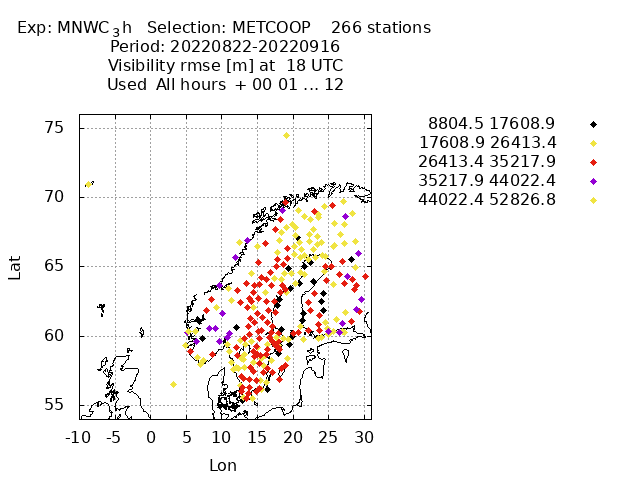 Exp: MNWC_3h   Selection: METCOOP    266 stations
Period: 20220822-20220916
Visibility rmse [m] at  18 UTC
Used  All hours  + 00 01 ... 12
8804.5 17608.9
17608.9 26413.4
26413.4 35217.9
35217.9 44022.4
44022.4 52826.8
75
70
65
60
55
Lat
-10 -5 0 5 10 15 20 25 30
Lon